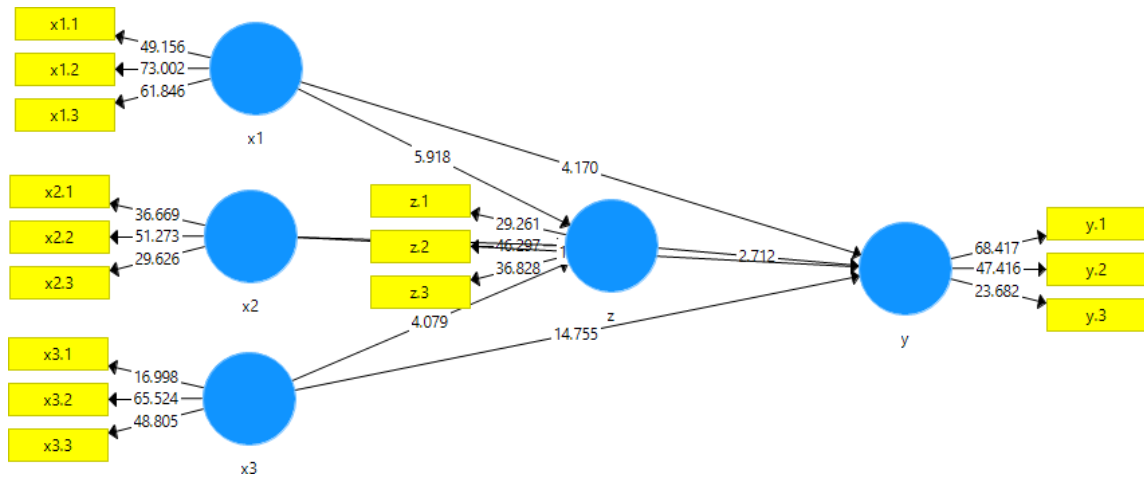 x1.1
49.156
x1.2
73.002
x1.3
61.846
x1
5.918
4.170
x2.1
36.669
x2.2
51.273
x2.3
29.626
x2
z.1
29.261
z.2
46.297
z.3
36.828
z
2.712
68.417
y.1
47.416
y.2
23.682
y.3
y
4.079
14.755
x3.1
16.998
x3.2
65.524
x3.3
48.805
x3